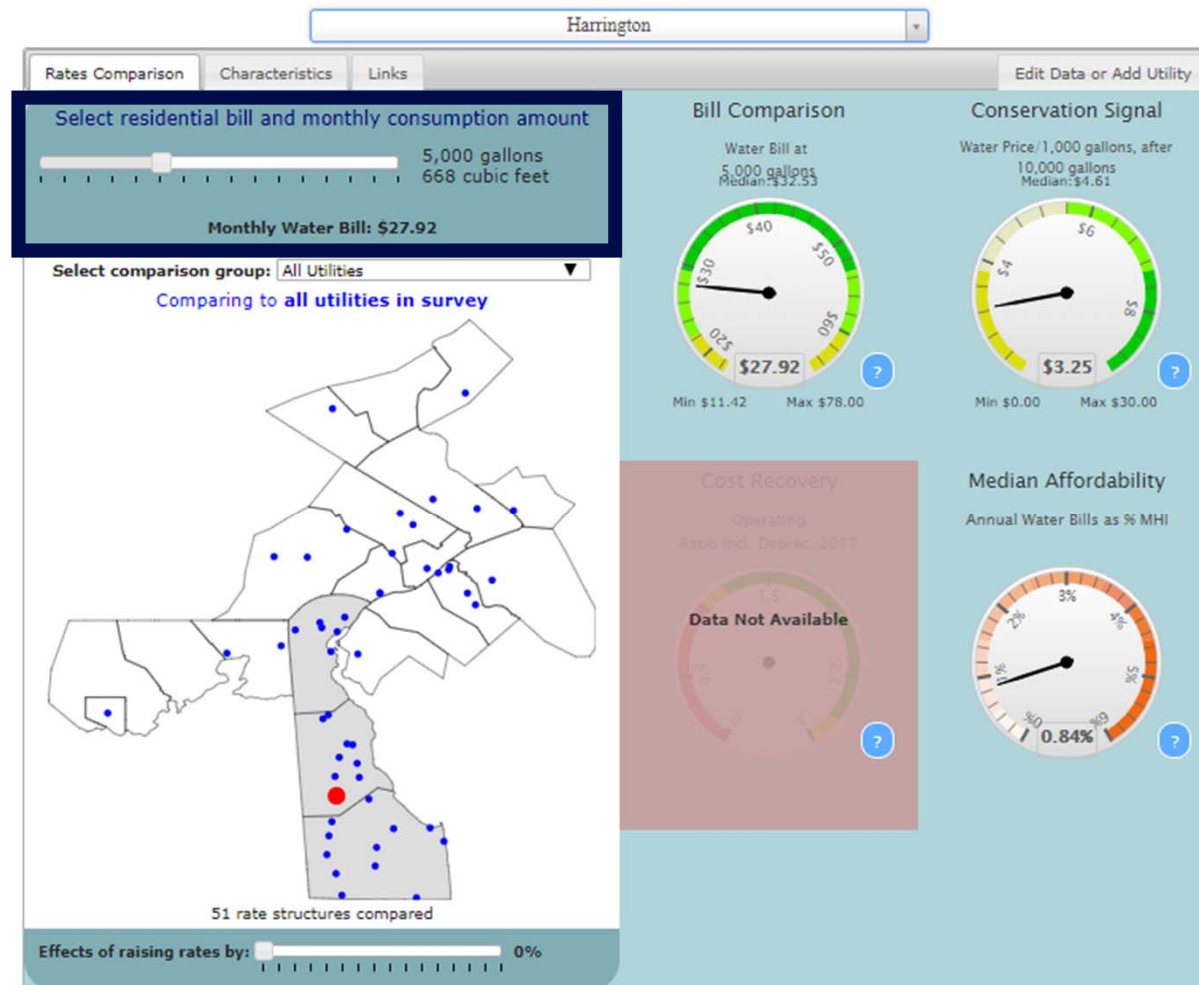 Harrington
Rates Comparison
Characteristics
Links
Edit Data or Add Utility
Select residential bill and monthly consumption amount
5,000 gallons
668 cubic feet
Monthly Water Bill: $27.92
Select comparison group: All Utilities
Comparing to all utilities in survey
51 rate structures compared
Effects of raising rates by: 0%
Bill Comparison
Water Bill at
5,000 gallons
Median:$32.53
$20
$30
$40
$50
$60
$27.92
?
Min $11.42 Max $78.00
Conservation Signal
Water Price/1,000 gallons, after
10,000 gallons
Median:$4.61
$4
$6
$8
$3.25
?
Min $0.00 Max $30.00
Cost Recovery
Operating
Ratio Incl. Deprec. 2017
0
0.5
1.5
2.5
3
Data Not Available
?
Median Affordability
Annual Water Bills as % MHI
0%
1%
2%
3%
4%
5%
6%
0.84%
?